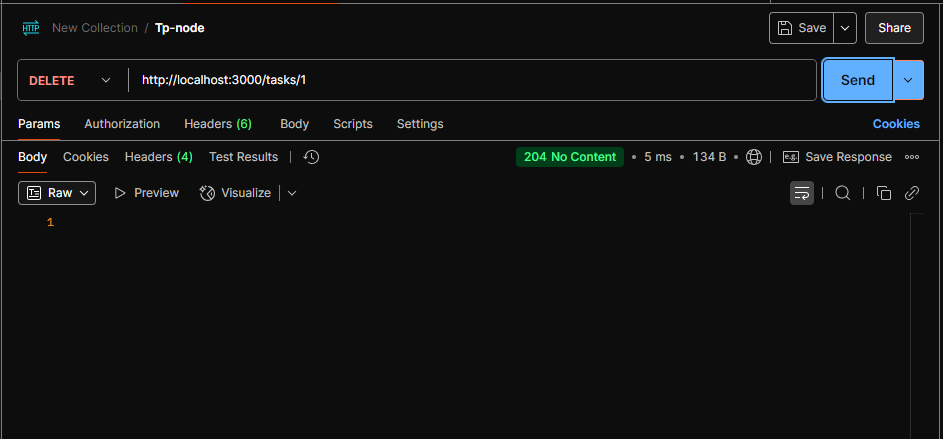 HTTP New Collection / Tp-node Save Share
DELETE http://localhost:3000/tasks/1 Send
Params Authorization Headers (6) Body Scripts Settings Cookies
Body Cookies Headers (4) Test Results 204 No Content • 5 ms • 134 B • e.g. Save Response
Raw Preview Visualize
1